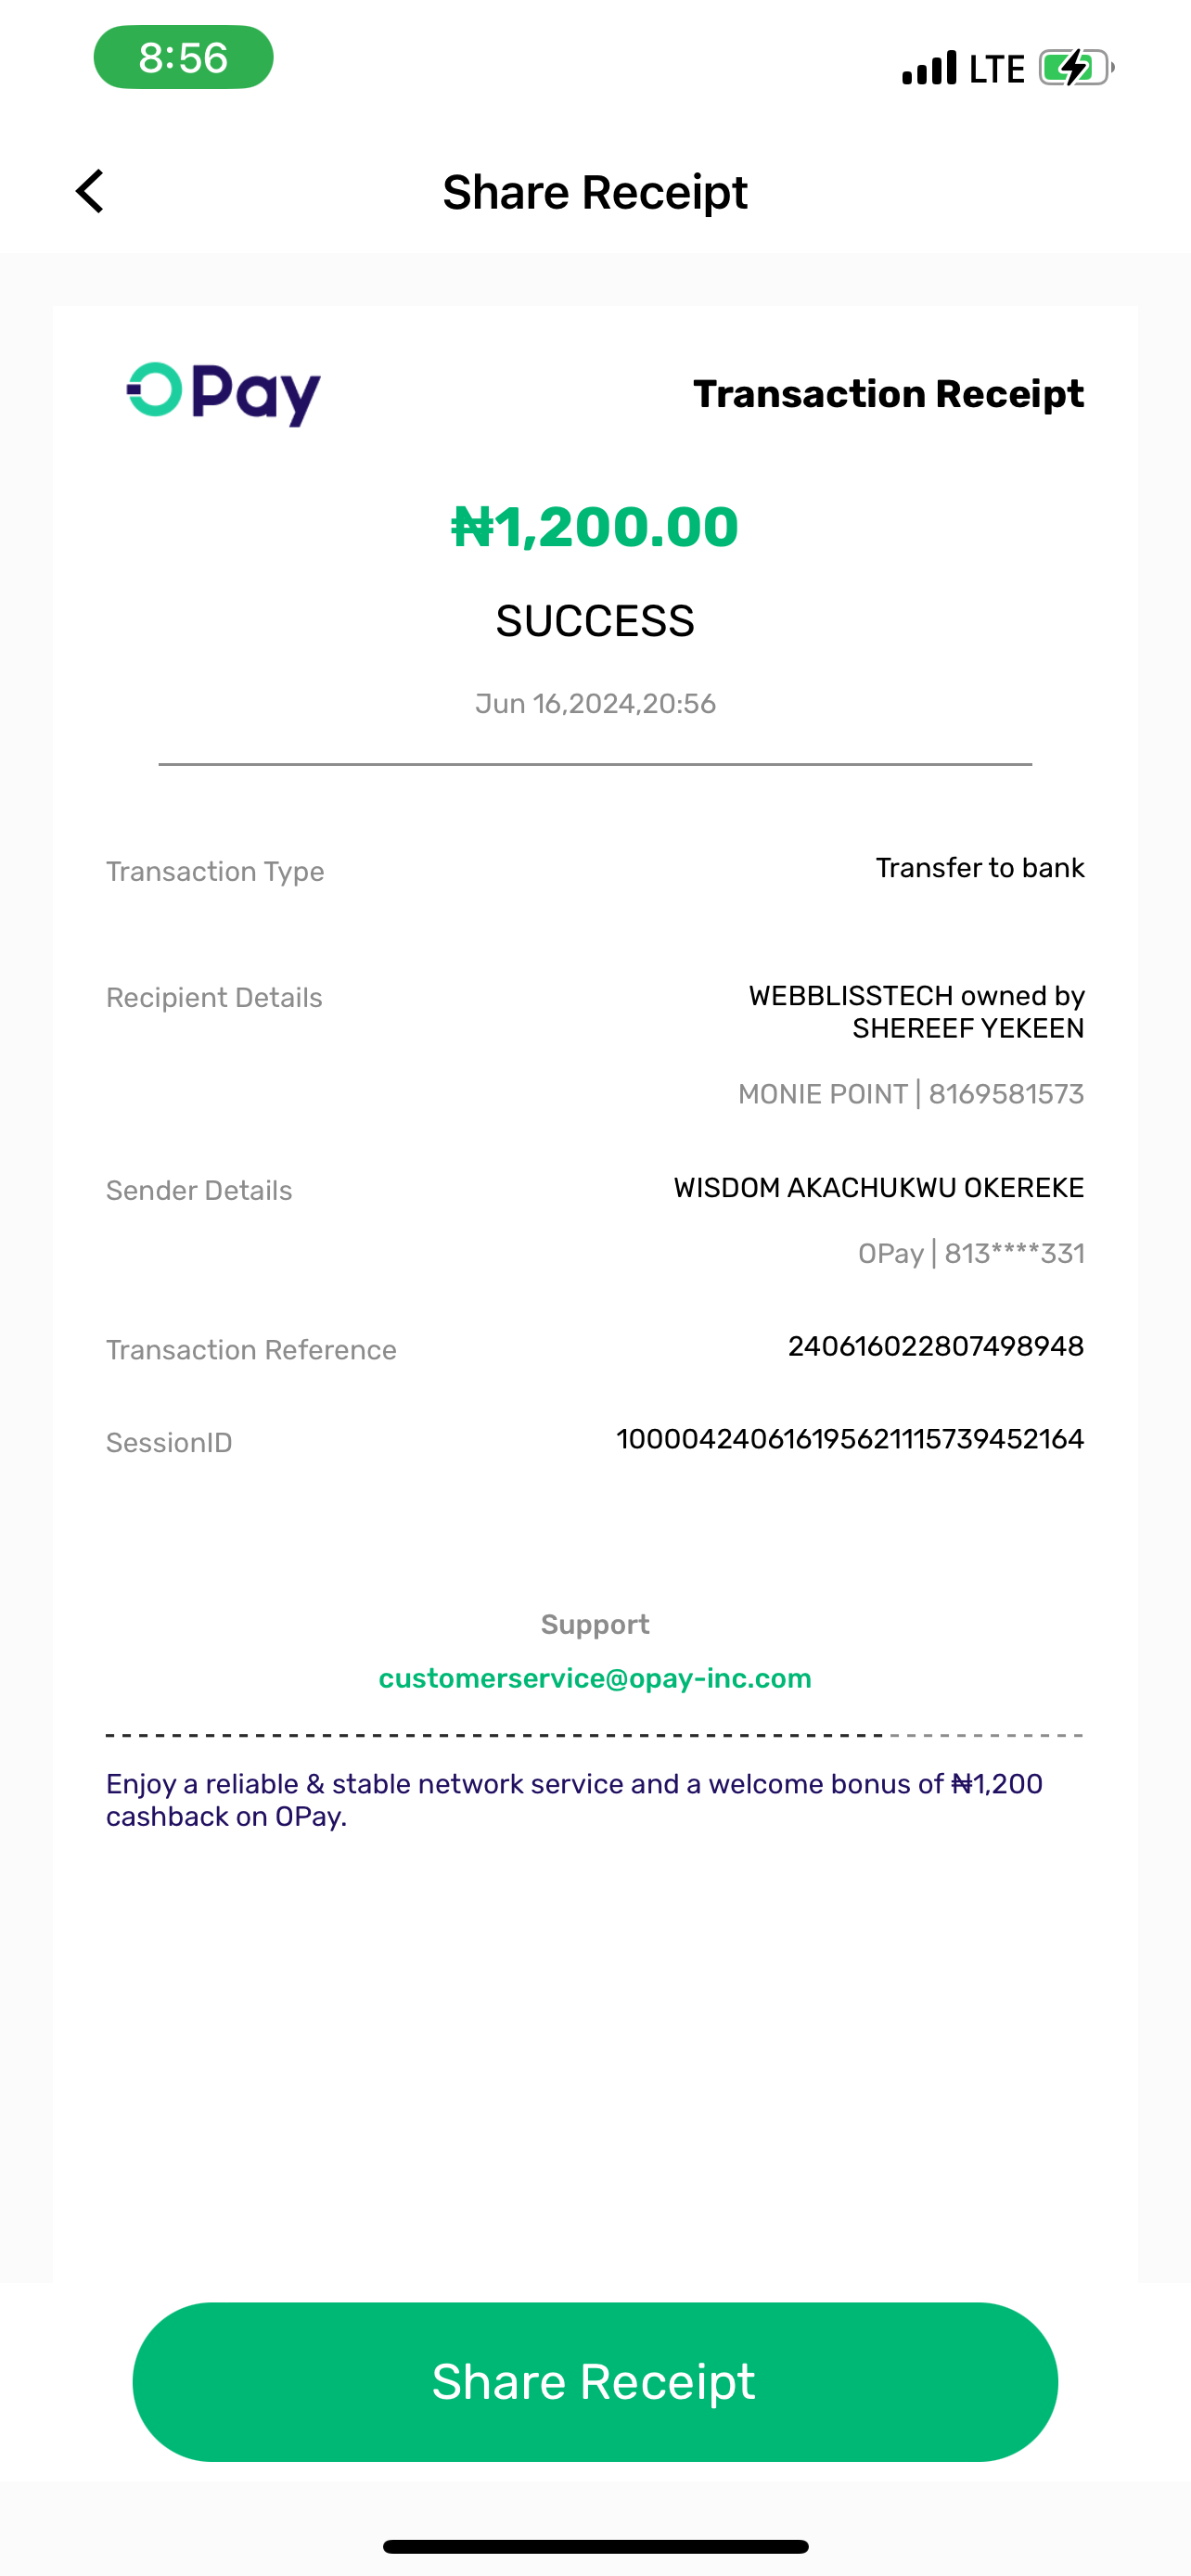 8:56
LTE
Share Receipt
OPay
Transaction Receipt
₦1,200.00
SUCCESS
Jun 16,2024,20:56
Transaction Type
Transfer to bank
Recipient Details
WEBBLISSTECH owned by
SHEREEF YEKEEN
MONIE POINT | 8169581573
Sender Details
WISDOM AKACHUKWU OKEREKE
OPay | 813****331
Transaction Reference
240616022807498948
SessionID
100004240616195621115739452164
Support
customerservice@opay-inc.com
Enjoy a reliable & stable network service and a welcome bonus of ₦1,200
cashback on OPay.
Share Receipt